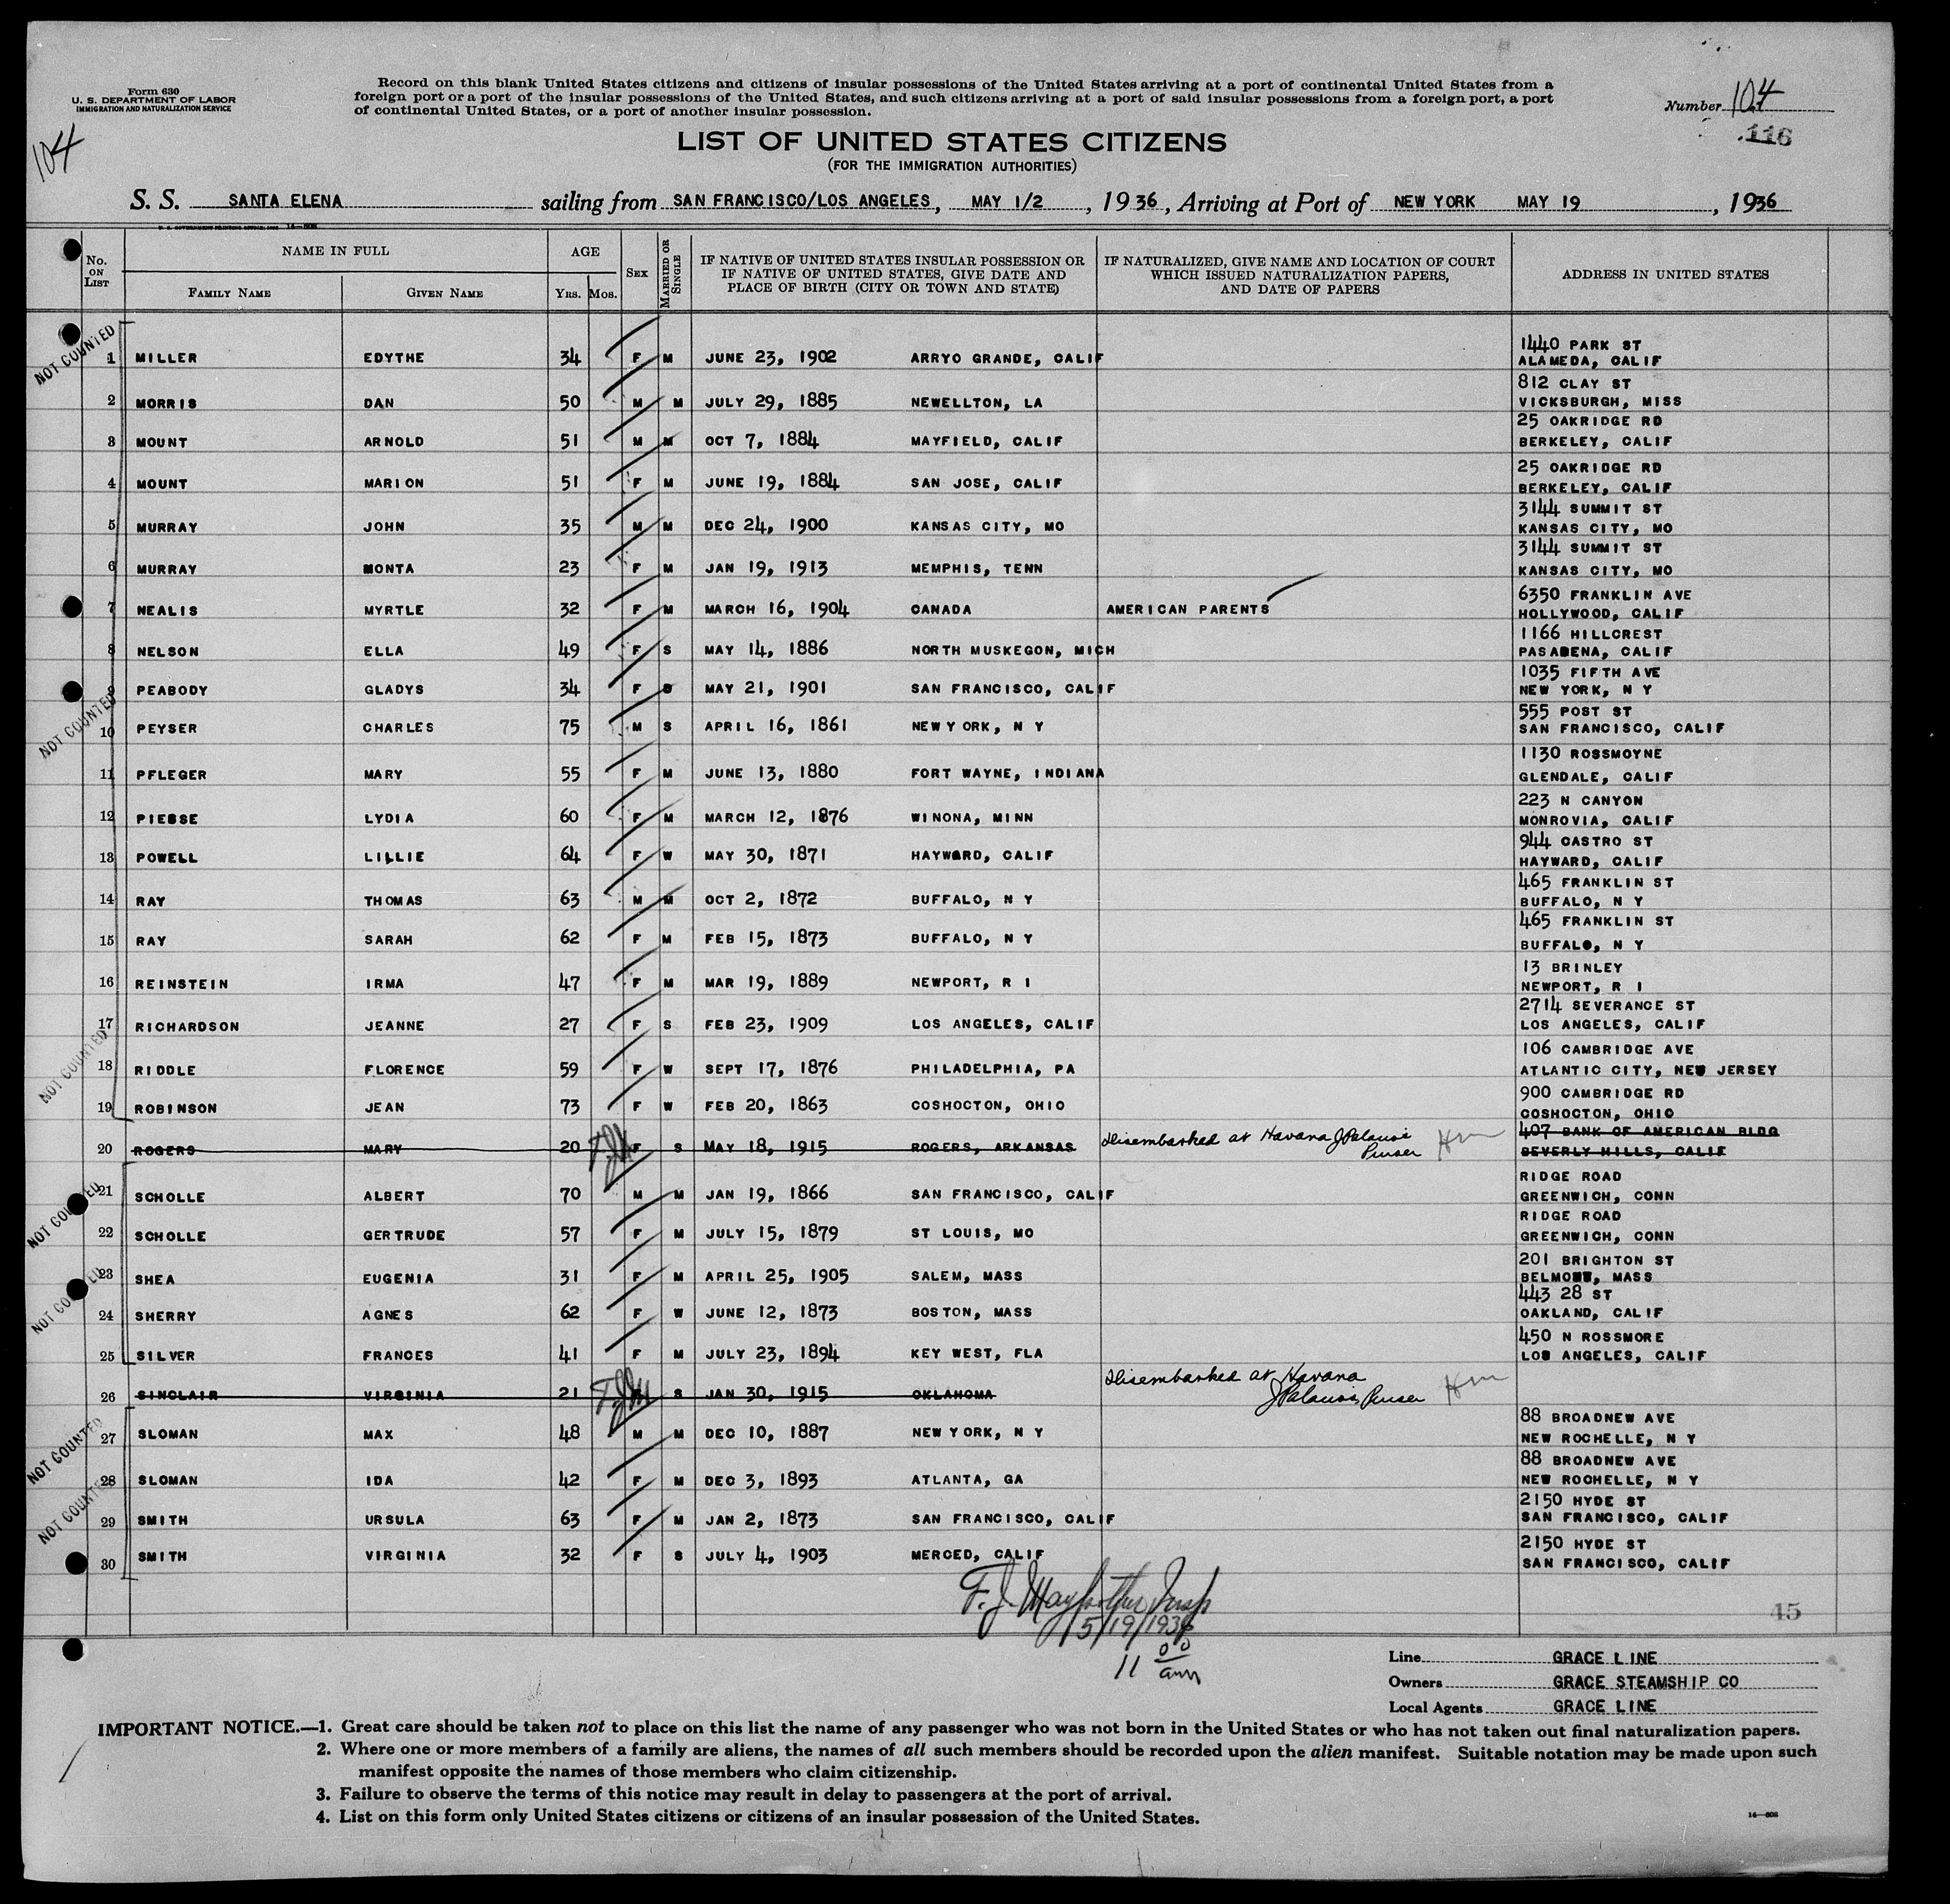 Form 630
U. S. DEPARTMENT OF LABOR
IMMIGRATION AND NATURALIZATION SERVICE
Record on this blank United States citizens and citizens of insular possessions of the United States arriving at a port of continental United States from a
foreign port or a port of the insular possessions of the United States, and such citizens arriving at a port of said insular possessions from a foreign port, a port
of continental United States, or a port of another insular possession.
Number 104
116
104
LIST OF UNITED STATES CITIZENS
(FOR THE IMMIGRATION AUTHORITIES)
S. S. SANTA ELENA sailing from SAN FRANCISCO/LOS ANGELES, MAY 1/2, 1936, Arriving at Port of NEW YORK MAY 19, 1936
U. S. GOVERNMENT PRINTING OFFICE: 14-608
No. ON LIST NAME IN FULL FAMILY NAME GIVEN NAME AGE YRS. MOS. SEX MARRIED OR SINGLE IF NATIVE OF UNITED STATES INSULAR POSSESSION OR IF NATIVE OF UNITED STATES, GIVE DATE AND PLACE OF BIRTH (CITY OR TOWN AND STATE) IF NATURALIZED, GIVE NAME AND LOCATION OF COURT WHICH ISSUED NATURALIZATION PAPERS, AND DATE OF PAPERS ADDRESS IN UNITED STATES
NOT COUNTED
1 MILLER EDYTHE 34 F M JUNE 23, 1902 ARRYO GRANDE, CALIF 1440 PARK ST ALAMEDA, CALIF
2 MORRIS DAN 50 M M JULY 29, 1885 NEWELLTON, LA 812 CLAY ST VICKSBURGH, MISS
3 MOUNT ARNOLD 51 M M OCT 7, 1884 MAYFIELD, CALIF 25 OAKRIDGE RD BERKELEY, CALIF
4 MOUNT MARION 51 F M JUNE 19, 1884 SAN JOSE, CALIF 25 OAKRIDGE RD BERKELEY, CALIF
5 MURRAY JOHN 35 M M DEC 24, 1900 KANSAS CITY, MO 3144 SUMMIT ST KANSAS CITY, MO
6 MURRAY MONTA 23 F M JAN 19, 1913 MEMPHIS, TENN 3144 SUMMIT ST KANSAS CITY, MO
7 NEALIS MYRTLE 32 F M MARCH 16, 1904 CANADA AMERICAN PARENTS 6350 FRANKLIN AVE HOLLYWOOD, CALIF
8 NELSON ELLA 49 F S MAY 14, 1886 NORTH MUSKEGON, MICH 1166 HILLCREST PASADENA, CALIF
9 PEABODY GLADYS 34 F MAY 21, 1901 SAN FRANCISCO, CALIF 1035 FIFTH AVE NEW YORK, N Y
NOT COUNTED
10 PEYSER CHARLES 75 M S APRIL 16, 1861 NEW YORK, N Y 555 POST ST SAN FRANCISCO, CALIF
11 PFLEGER MARY 55 F M JUNE 13, 1880 FORT WAYNE, INDIANA 1130 ROSSMOYNE GLENDALE, CALIF
12 PIESSE LYDIA 60 F M MARCH 12, 1876 WINONA, MINN 223 N CANYON MONROVIA, CALIF
13 POWELL LILLIE 64 F W MAY 30, 1871 HAYWARD, CALIF 944 CASTRO ST HAYWARD, CALIF
14 RAY THOMAS 63 M M OCT 2, 1872 BUFFALO, N Y 465 FRANKLIN ST BUFFALO, N Y
15 RAY SARAH 62 F M FEB 15, 1873 BUFFALO, N Y 465 FRANKLIN ST BUFFALO, N Y
16 REINSTEIN IRMA 47 F M MAR 19, 1889 NEWPORT, R I 13 BRINLEY NEWPORT, R I
17 RICHARDSON JEANNE 27 F S FEB 23, 1909 LOS ANGELES, CALIF 2714 SEVERANCE ST LOS ANGELES, CALIF
NOT COUNTED
18 RIDDLE FLORENCE 59 F W SEPT 17, 1876 PHILADELPHIA, PA 106 CAMBRIDGE AVE ATLANTIC CITY, NEW JERSEY
19 ROBINSON JEAN 73 F W FEB 20, 1863 COSHOCTON, OHIO 900 CAMBRIDGE RD COSHOCTON, OHIO
20 ROGERS MARY 20 F S MAY 18, 1915 ROGERS, ARKANSAS Disembarked at Havana J Palausi Purser 407 BANK OF AMERICAN BLDG BEVERLY HILLS, CALIF
21 SCHOLLE ALBERT 70 M M JAN 19, 1866 SAN FRANCISCO, CALIF RIDGE ROAD GREENWICH, CONN
NOT COUNTED
22 SCHOLLE GERTRUDE 57 F M JULY 15, 1879 ST LOUIS, MO RIDGE ROAD GREENWICH, CONN
23 SHEA EUGENIA 31 F M APRIL 25, 1905 SALEM, MASS 201 BRIGHTON ST BELMONT, MASS
NOT COUNTED
24 SHERRY AGNES 62 F W JUNE 12, 1873 BOSTON, MASS 443 28 ST OAKLAND, CALIF
25 SILVER FRANCES 41 F M JULY 23, 1894 KEY WEST, FLA 450 N ROSSMORE LOS ANGELES, CALIF
26 SINCLAIR VIRGINIA 21 F S JAN 30, 1915 OKLAHOMA Disembarked at Havana J Palausi Purser
27 SLOMAN MAX 48 M M DEC 10, 1887 NEW YORK, N Y 88 BROADNEW AVE NEW ROCHELLE, N Y
NOT COUNTED
28 SLOMAN IDA 42 F M DEC 3, 1893 ATLANTA, GA 88 BROADNEW AVE NEW ROCHELLE, N Y
NOT COUNTED
29 SMITH URSULA 63 F M JAN 2, 1873 SAN FRANCISCO, CALIF 2150 HYDE ST SAN FRANCISCO, CALIF
30 SMITH VIRGINIA 32 F S JULY 4, 1903 MERCED, CALIF 2150 HYDE ST SAN FRANCISCO, CALIF
F. J. Insp
5/19/1936
11 00 am
45
Line GRACE LINE
Owners GRACE STEAMSHIP CO
Local Agents GRACE LINE
IMPORTANT NOTICE.—1. Great care should be taken not to place on this list the name of any passenger who was not born in the United States or who has not taken out final naturalization papers.
2. Where one or more members of a family are aliens, the names of all such members should be recorded upon the alien manifest. Suitable notation may be made upon such
manifest opposite the names of those members who claim citizenship.
3. Failure to observe the terms of this notice may result in delay to passengers at the port of arrival.
4. List on this form only United States citizens or citizens of an insular possession of the United States.
14—608